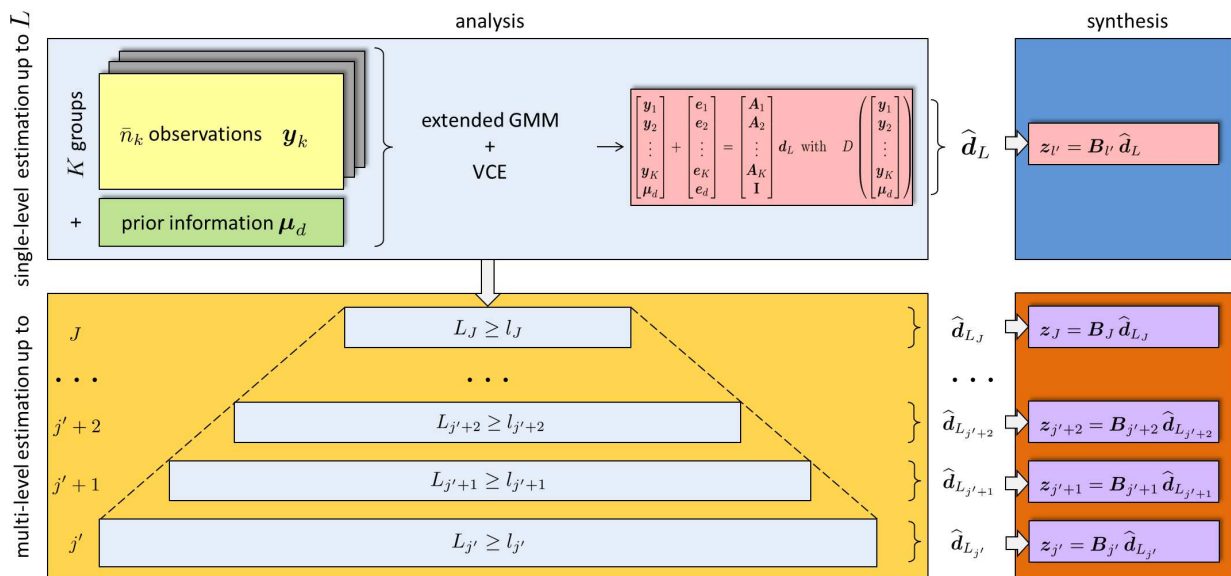 analysis
synthesis
single-level estimation up to L
K groups
n̄_k observations y_k
+
prior information μ_d
extended GMM
+
VCE
→
[y_1 y_2 ⋮ y_K μ_d] + [e_1 e_2 ⋮ e_K e_d] = [A_1 A_2 ⋮ A_K I] d_L with D([y_1 y_2 ⋮ y_K μ_d])
d̂_L
z_{l'} = B_{l'} d̂_L
multi-level estimation up to
J
L_J ≥ l_J
d̂_{L_J}
z_J = B_J d̂_{L_J}
• • •
• • •
• • •
j' + 2
L_{j'+2} ≥ l_{j'+2}
d̂_{L_{j'+2}}
z_{j'+2} = B_{j'+2} d̂_{L_{j'+2}}
j' + 1
L_{j'+1} ≥ l_{j'+1}
d̂_{L_{j'+1}}
z_{j'+1} = B_{j'+1} d̂_{L_{j'+1}}
j'
L_{j'} ≥ l_{j'}
d̂_{L_{j'}}
z_{j'} = B_{j'} d̂_{L_{j'}}